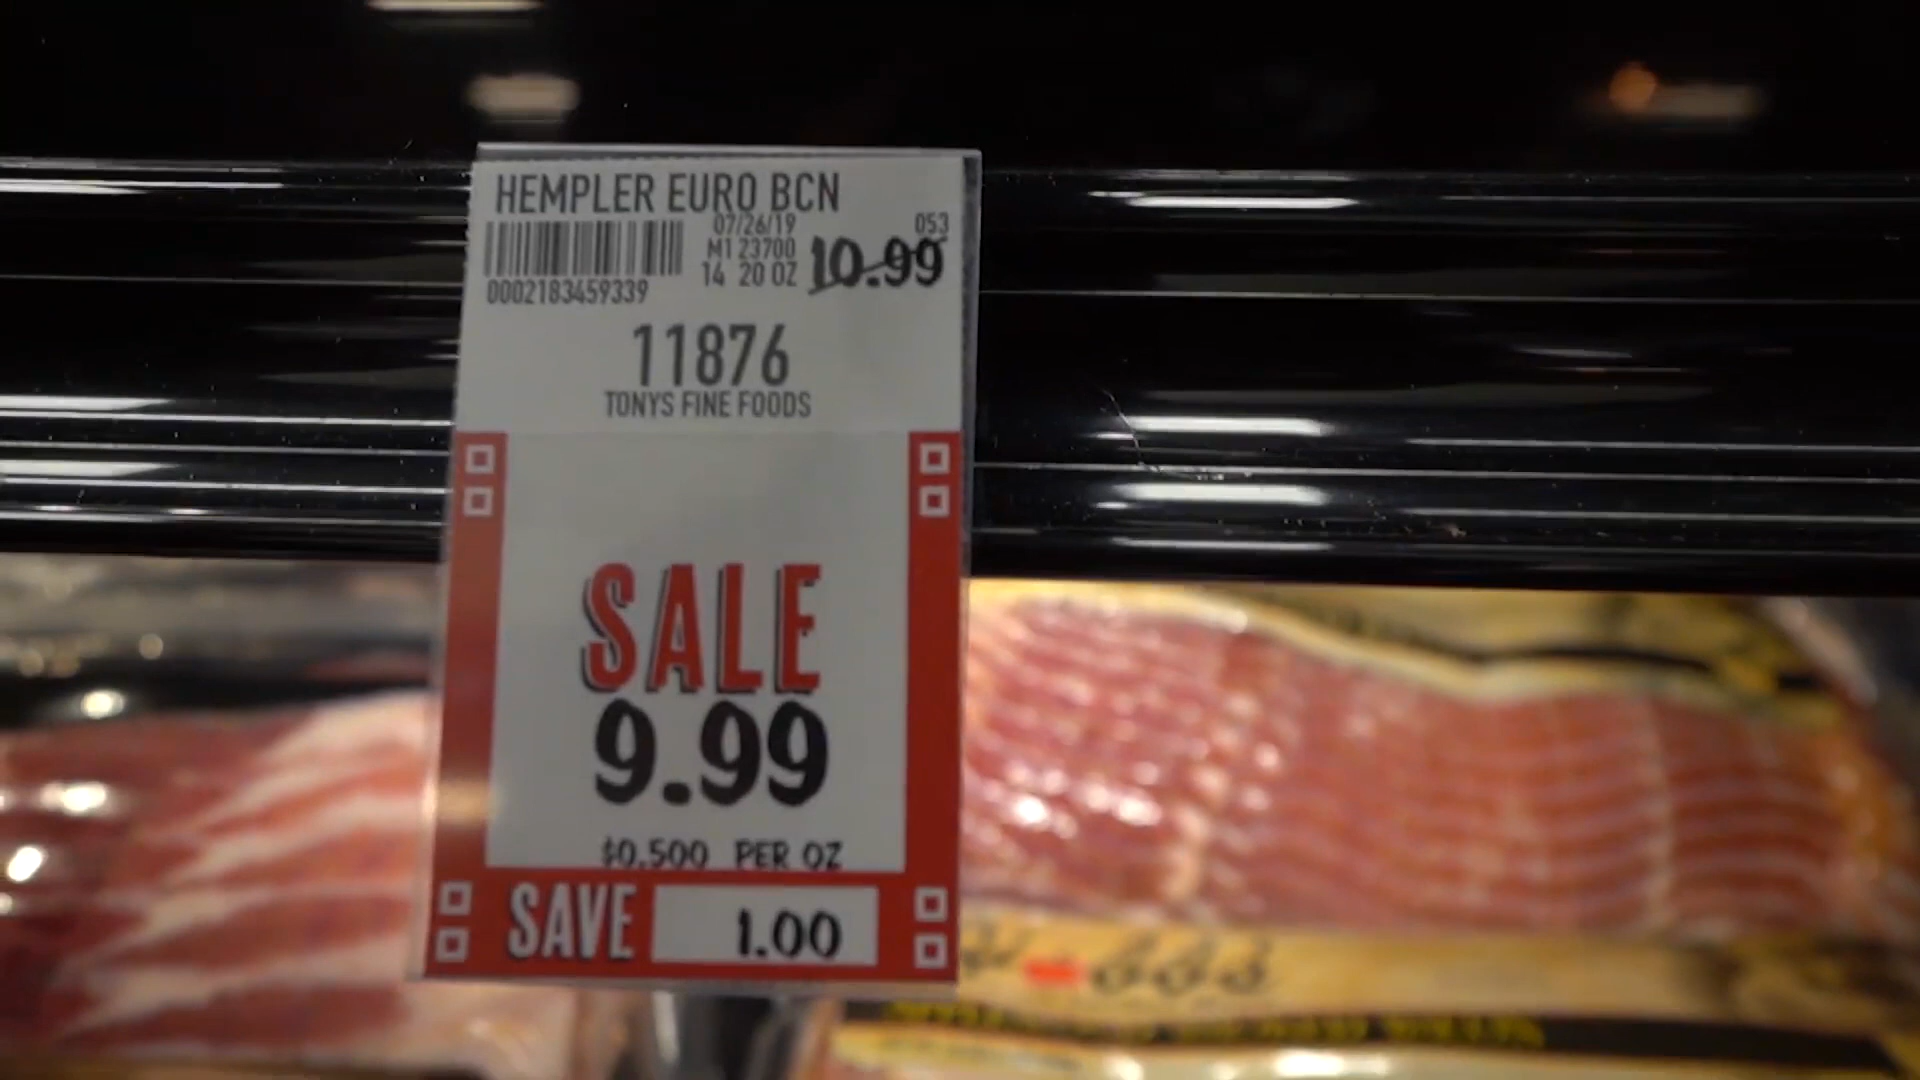 HEMPLER EURO BCN
07/26/19 053
M1 23700 10.99
14 20 OZ
0002183459339
11876
TONYS FINE FOODS
SALE
9.99
$0.500 PER OZ
SAVE 1.00